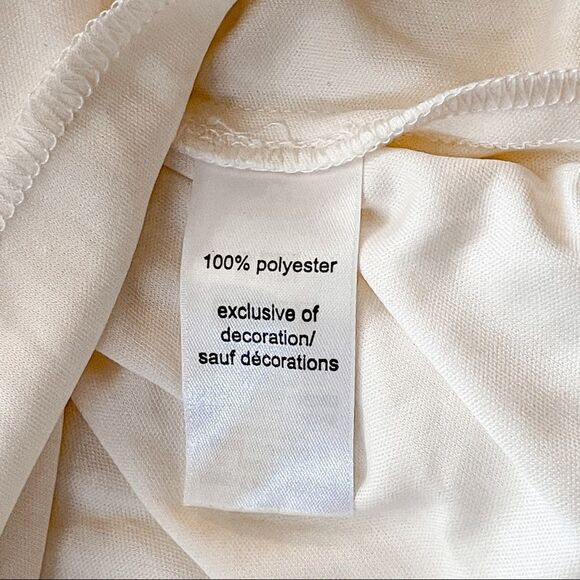 100% polyester
exclusive of
decoration/
sauf décorations